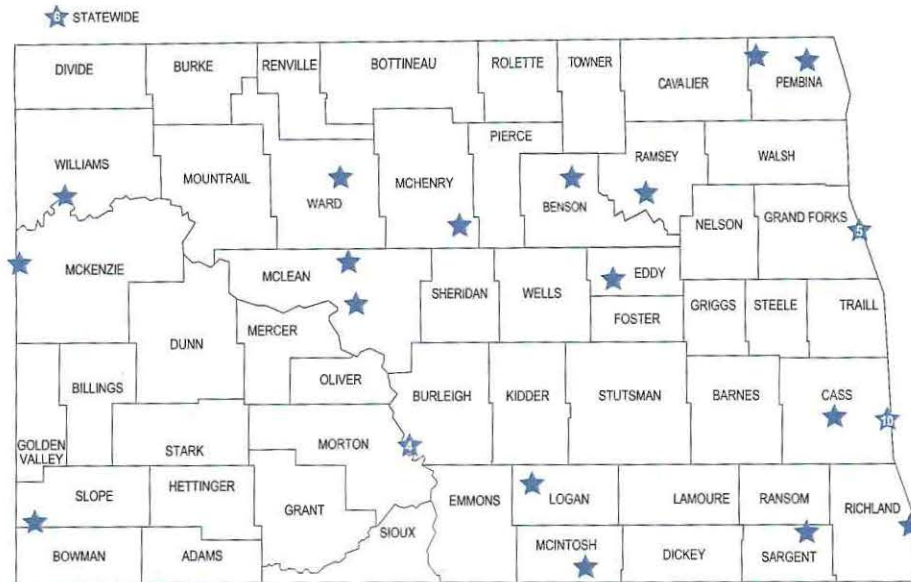 6 STATEWIDE
DIVIDE
BURKE
RENVILLE
BOTTINEAU
ROLETTE
TOWNER
CAVALIER
PEMBINA
WILLIAMS
MOUNTRAIL
WARD
MCHENRY
PIERCE
BENSON
RAMSEY
WALSH
NELSON
GRAND FORKS
5
MCKENZIE
MCLEAN
SHERIDAN
WELLS
EDDY
FOSTER
GRIGGS
STEELE
TRAILL
DUNN
MERCER
OLIVER
BILLINGS
GOLDEN
VALLEY
STARK
MORTON
4
BURLEIGH
KIDDER
STUTSMAN
BARNES
CASS
10
SLOPE
HETTINGER
GRANT
SIOUX
EMMONS
LOGAN
LAMOURE
RANSOM
RICHLAND
BOWMAN
ADAMS
MCINTOSH
DICKEY
SARGENT